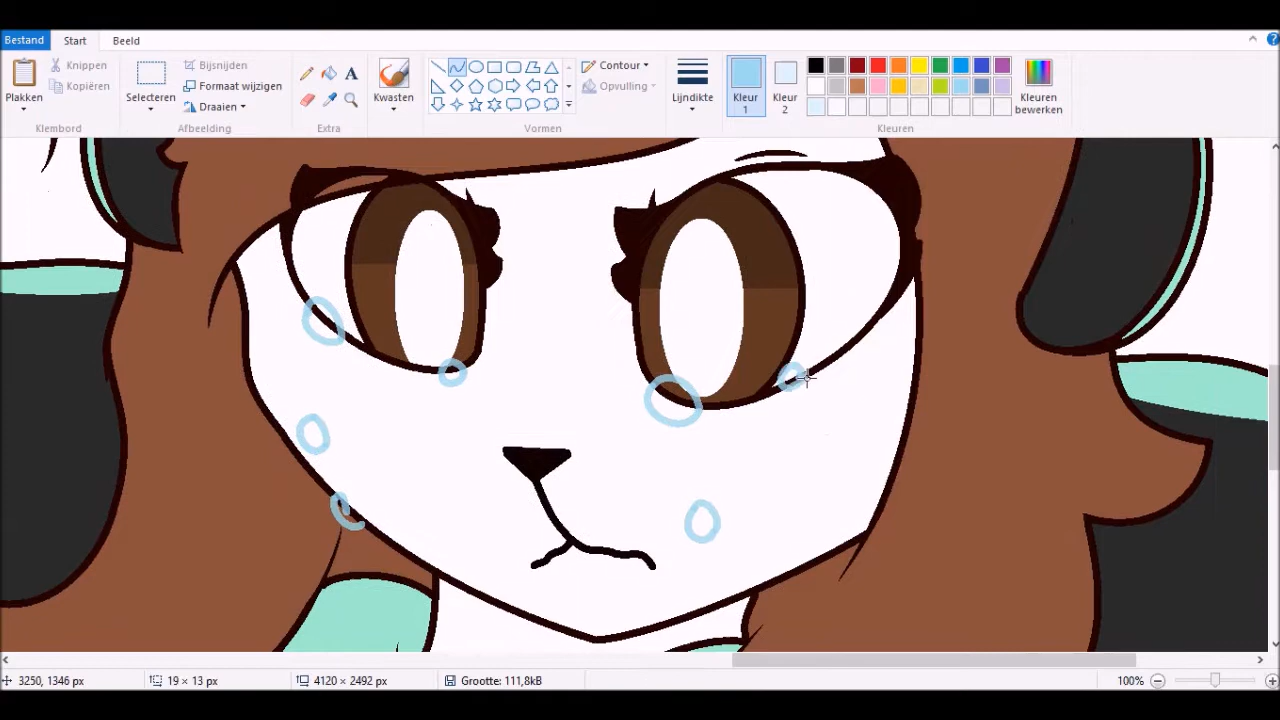 Bestand Start Beeld
Plakken
Knippen
Kopiëren
Klembord
Selecteren
Bijsnijden
Formaat wijzigen
Draaien
Afbeelding
A
Extra
Kwasten
Contour
Opvulling
Vormen
Lijndikte
Kleur
1
Kleur
2
Kleuren
bewerken
Kleuren
3250, 1346 px 19 × 13 px 4120 × 2492 px Grootte: 111,8kB 100%